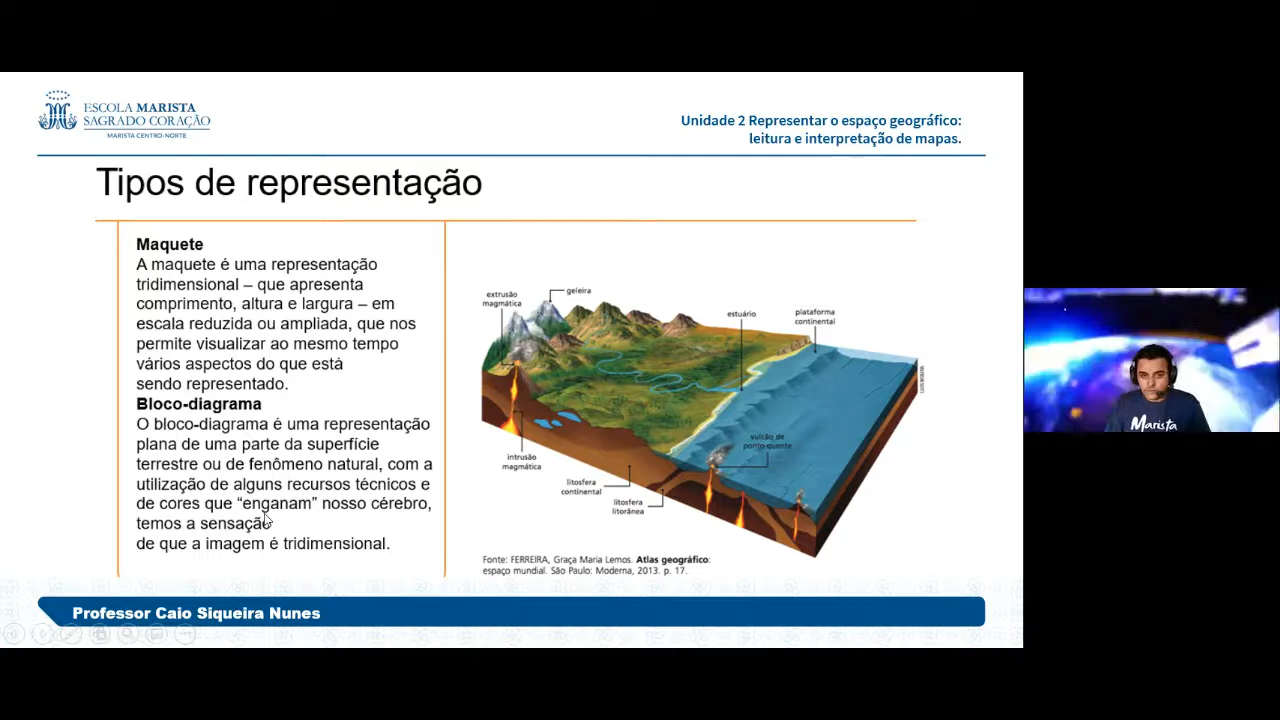 ESCOLA MARISTA
SAGRADO CORAÇÃO
MARISTA CENTRO-NORTE
Unidade 2 Representar o espaço geográfico:
leitura e interpretação de mapas.
Tipos de representação
Maquete
A maquete é uma representação
tridimensional – que apresenta
comprimento, altura e largura – em
escala reduzida ou ampliada, que nos
permite visualizar ao mesmo tempo
vários aspectos do que está
sendo representado.
Bloco-diagrama
O bloco-diagrama é uma representação
plana de uma parte da superfície
terrestre ou de fenômeno natural, com a
utilização de alguns recursos técnicos e
de cores que “enganam” nosso cérebro,
temos a sensação
de que a imagem é tridimensional.
extrusão
magmática
geleira
estuário
plataforma
continental
vulcão de
ponto quente
intrusão
magmática
litosfera
continental
litosfera
litorânea
Fonte: FERREIRA, Graça Maria Lemos. Atlas geográfico:
espaço mundial. São Paulo: Moderna, 2013. p. 17.
Professor Caio Siqueira Nunes
Marista